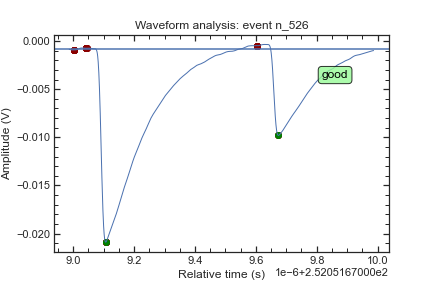 Waveform analysis: event n_526
0.000
−0.005
−0.010
−0.015
−0.020
Amplitude (V)
good
9.0 9.2 9.4 9.6 9.8 10.0
Relative time (s) 1e-6+2.5205167000e2